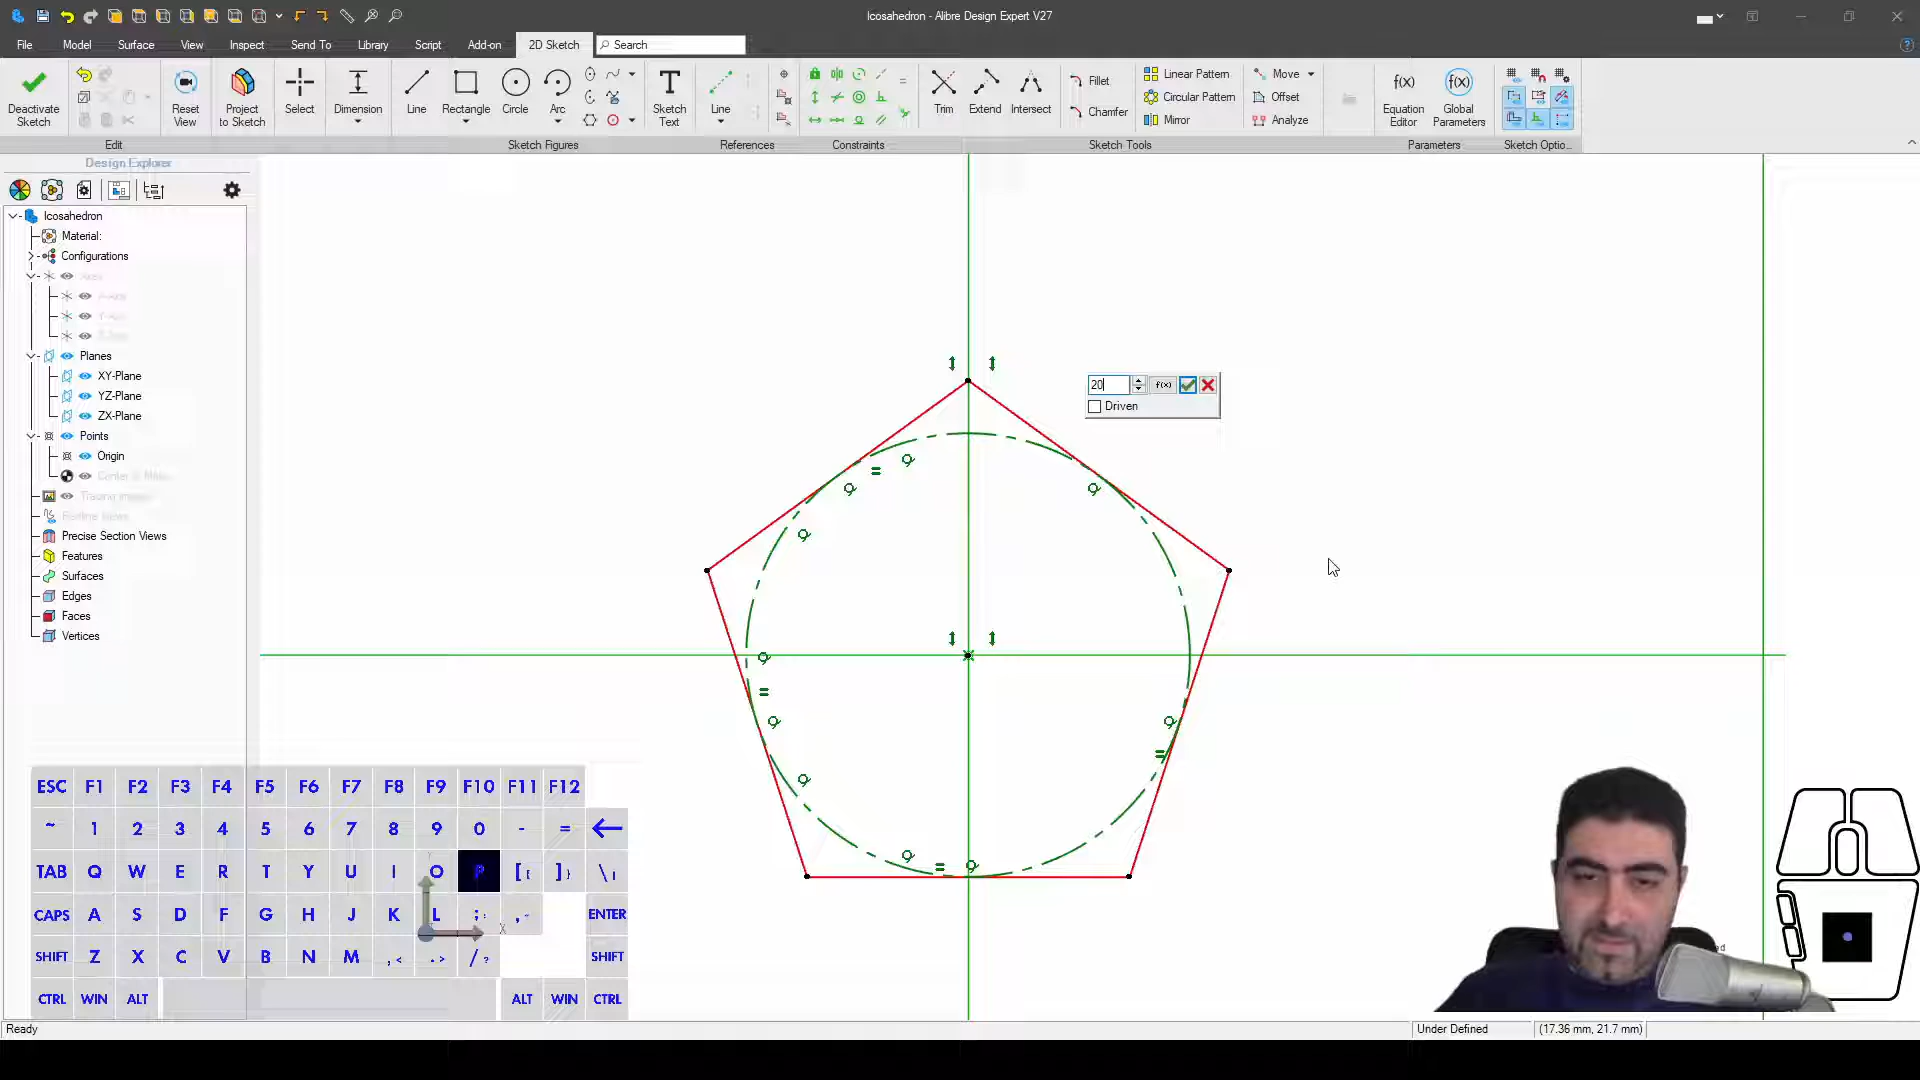 Icosahedron - Alibre Design Expert V27
File Model Surface View Inspect Send To Library Script Add-on 2D Sketch Search
Deactivate Sketch
Reset View
Project to Sketch
Select
Dimension
Line
Rectangle
Circle
Arc
Sketch Text
Line
Trim
Extend
Intersect
Fillet
Chamfer
Linear Pattern
Circular Pattern
Mirror
Move
Offset
Analyze
f(x)
Equation Editor
f(x)
Global Parameters
Edit Sketch Figures References Constraints Sketch Tools Parameters Sketch Optio...
Design Explorer
Icosahedron
Material:
Configurations
Planes
XY-Plane
YZ-Plane
ZX-Plane
Points
Origin
Precise Section Views
Features
Surfaces
Edges
Faces
Vertices
20 f(x)
Driven
ESC F1 F2 F3 F4 F5 F6 F7 F8 F9 F10 F11 F12
~ 1 2 3 4 5 6 7 8 9 0 - =
TAB Q W E R T Y U I O P [{ ]} \|
CAPS A S D F G H J K L ;: ENTER
SHIFT Z X C V B N M ,< .> /? SHIFT
CTRL WIN ALT ALT WIN CTRL
X
Ready Under Defined (17.36 mm, 21.7 mm)